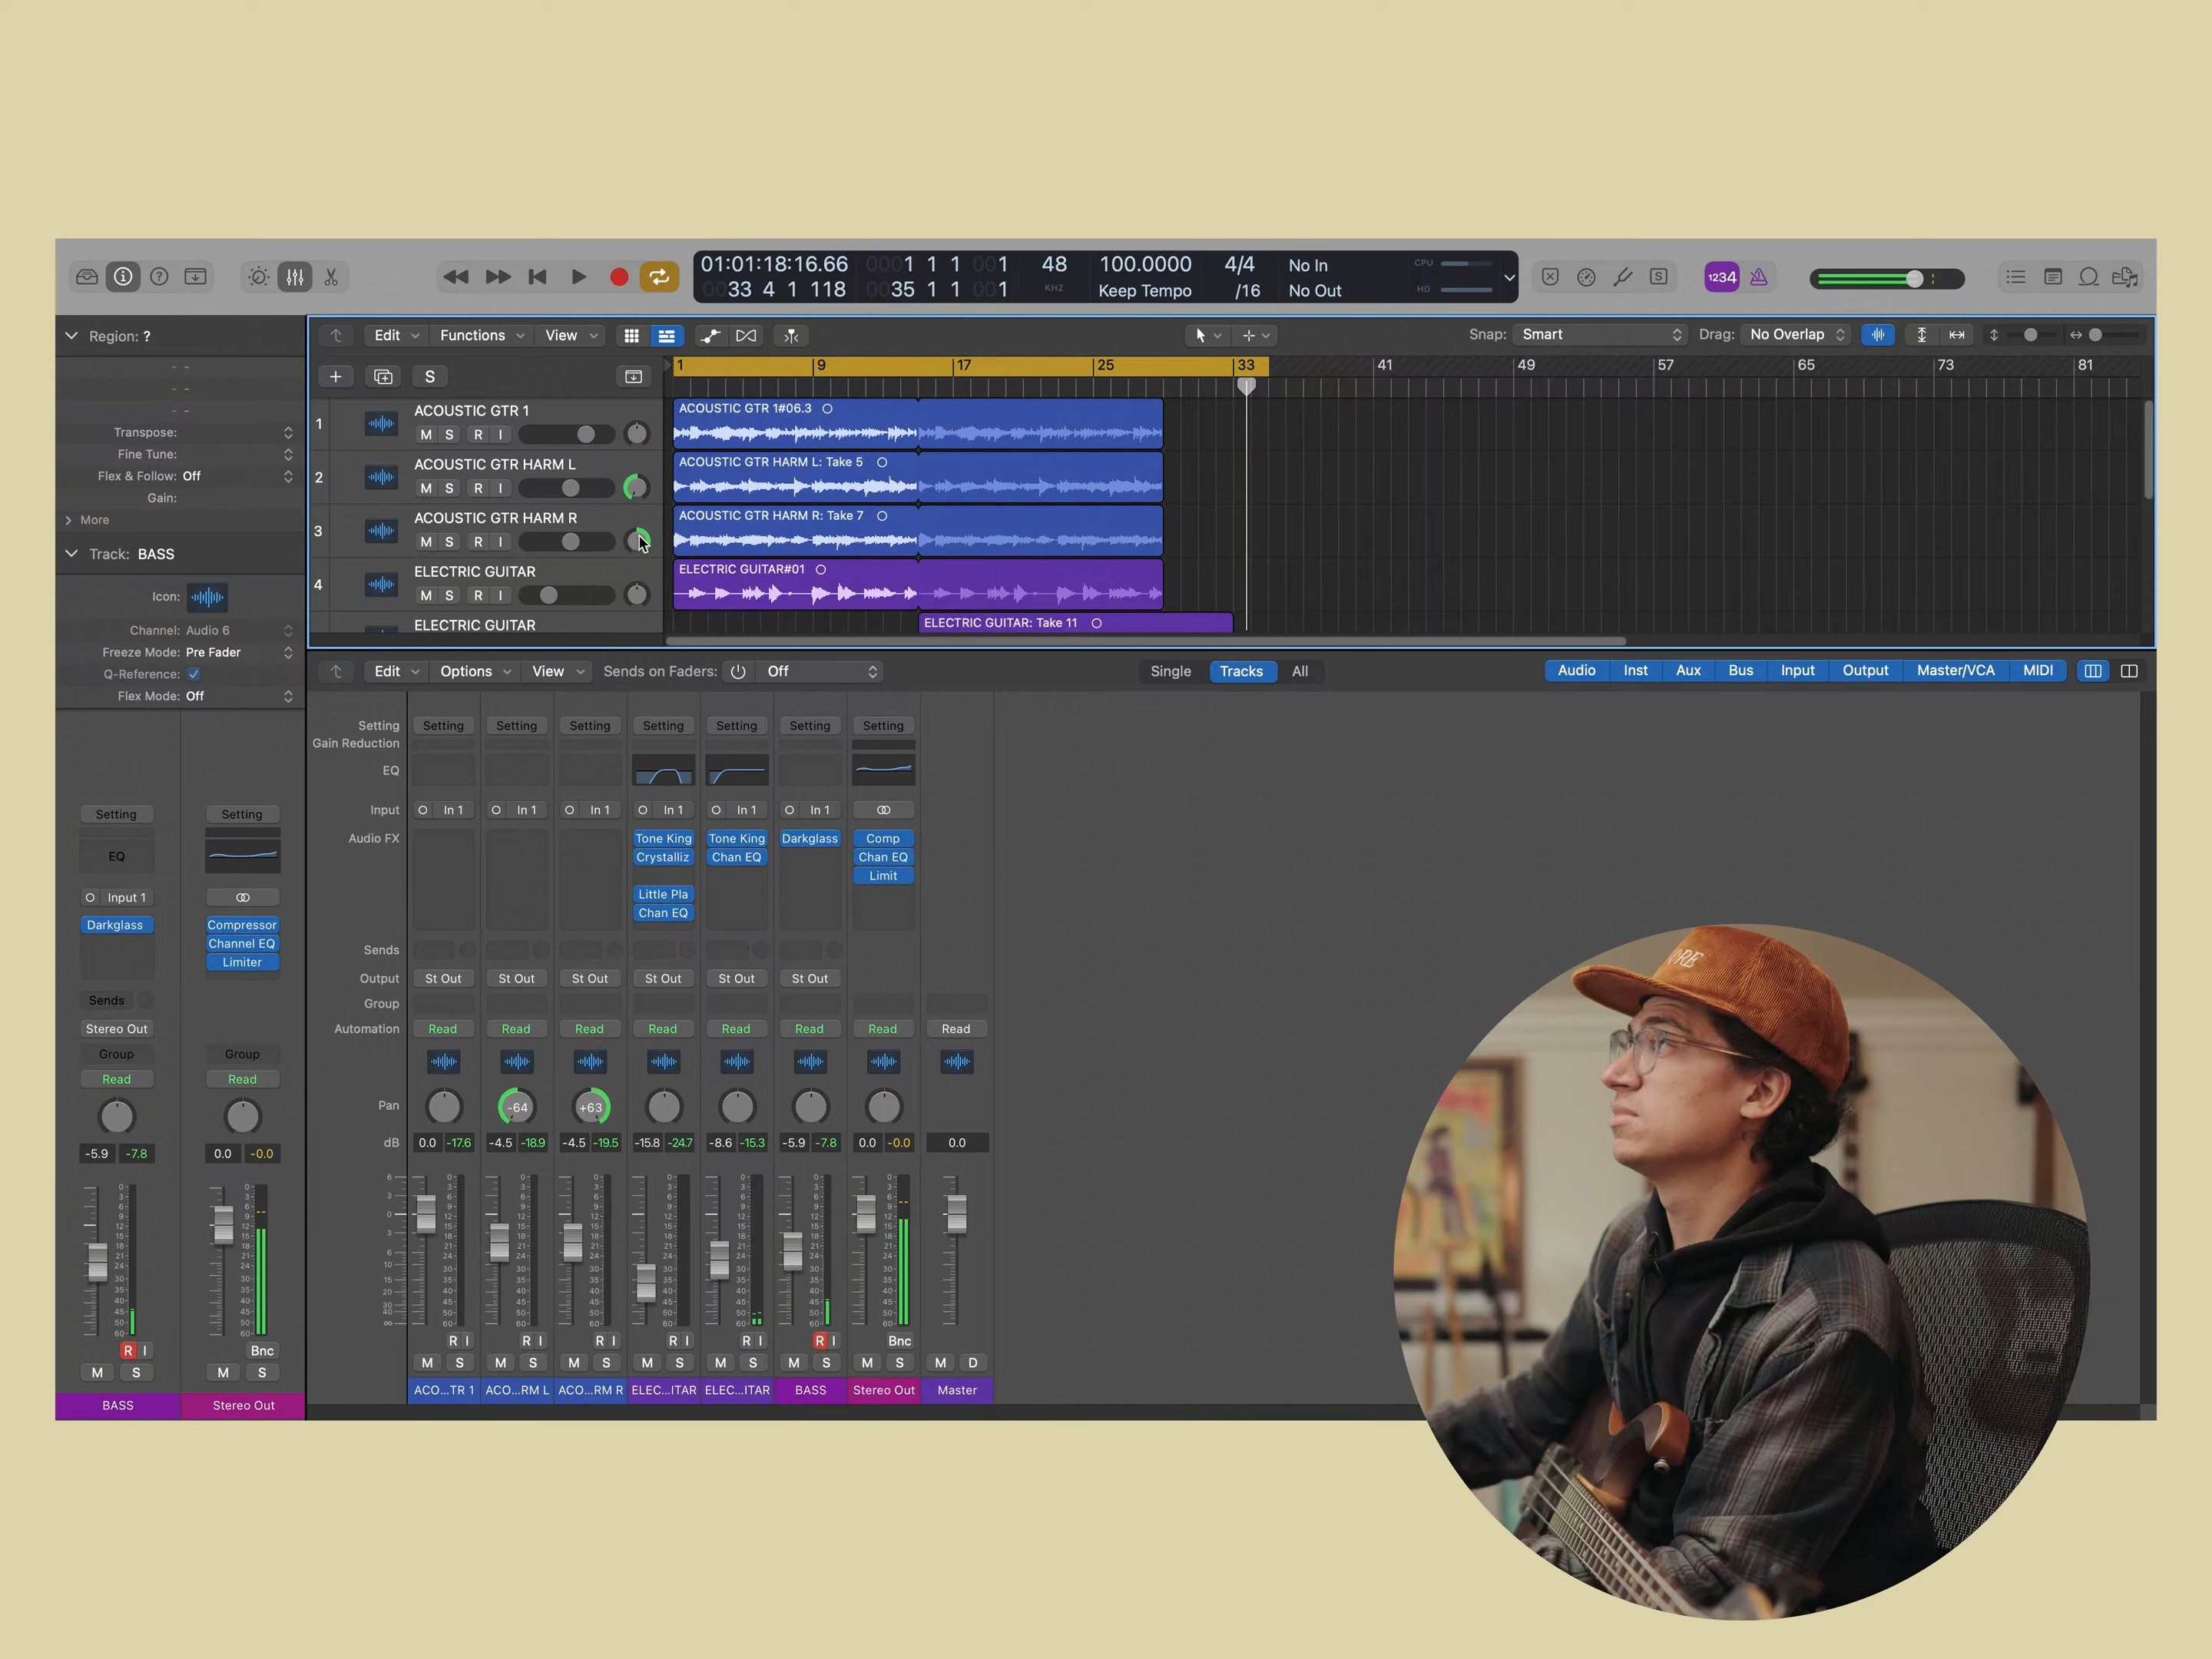 01:01:18:16.66 0001 1 1 001 48 100.0000 4/4 No In CPU
0033 4 1 118 0035 1 1 001 KHZ Keep Tempo /16 No Out HD
S
1234
Region: ?
- -
- -
- -
Transpose:
Fine Tune:
Flex & Follow: Off
Gain:
More
Track: BASS
Icon:
Channel: Audio 6
Freeze Mode: Pre Fader
Q-Reference:
Flex Mode: Off
Edit Functions View
Snap: Smart Drag: No Overlap
S
1 9 17 25 33 41 49 57 65 73 81
1 ACOUSTIC GTR 1
M S R I
ACOUSTIC GTR 1#06.3
2 ACOUSTIC GTR HARM L
M S R I
ACOUSTIC GTR HARM L: Take 5
3 ACOUSTIC GTR HARM R
M S R I
ACOUSTIC GTR HARM R: Take 7
4 ELECTRIC GUITAR
M S R I
ELECTRIC GUITAR#01
ELECTRIC GUITAR
ELECTRIC GUITAR: Take 11
Edit Options View Sends on Faders: Off
Single Tracks All
Audio Inst Aux Bus Input Output Master/VCA MIDI
Setting Setting Setting Setting Setting Setting Setting Setting
Gain Reduction
EQ
Input In 1 In 1 In 1 In 1 In 1 In 1
Audio FX Tone King Tone King Darkglass Comp
Crystalliz Chan EQ Chan EQ
Limit
Little Pla
Chan EQ
Sends
Output St Out St Out St Out St Out St Out St Out
Group
Automation Read Read Read Read Read Read Read Read
Pan -64 +63
dB 0.0 -17.6 -4.5 -18.9 -4.5 -19.5 -15.8 -24.7 -8.6 -15.3 -5.9 -7.8 0.0 -0.0 0.0
R I R I R I R I R I R I Bnc
M S M S M S M S M S M S M S M D
ACO...TR 1 ACO...RM L ACO...RM R ELEC...ITAR ELEC...ITAR BASS Stereo Out Master
Setting Setting
EQ
Input 1
Darkglass Compressor
Channel EQ
Limiter
Sends
Stereo Out
Group Group
Read Read
-5.9 -7.8 0.0 -0.0
R I Bnc
M S M S
BASS Stereo Out